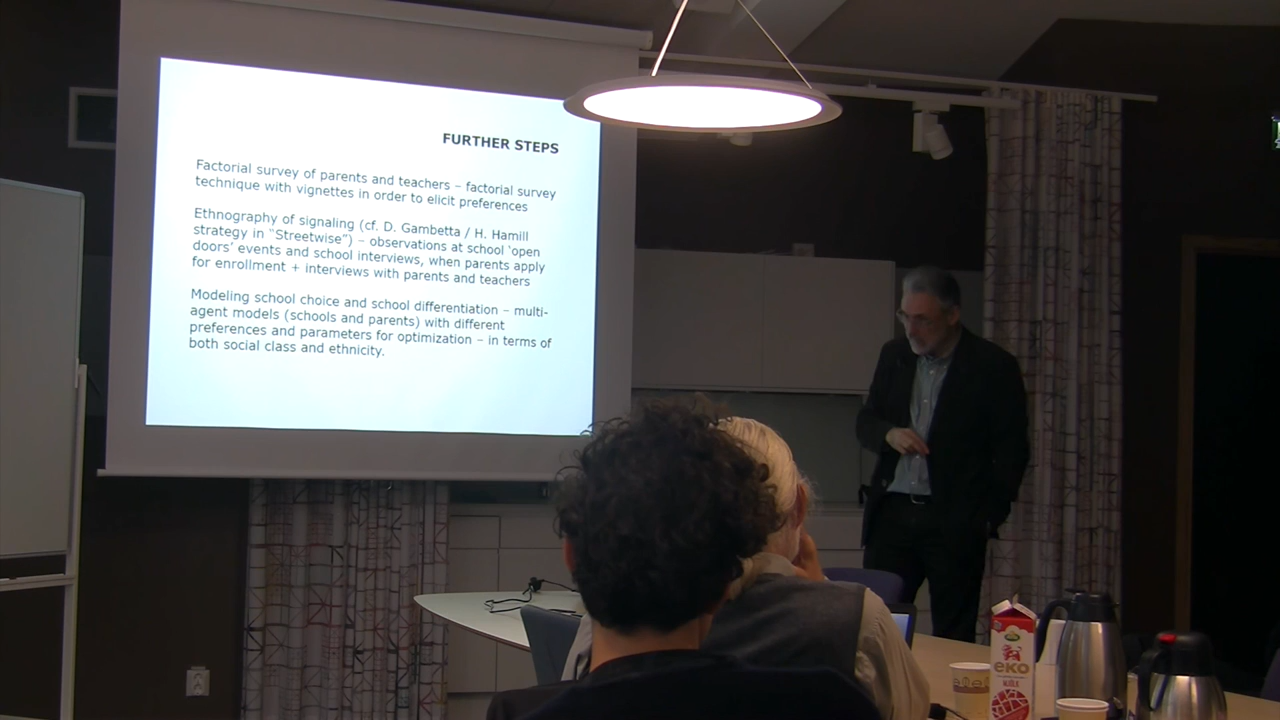 FURTHER STEPS
Factorial survey of parents and teachers – factorial survey
technique with vignettes in order to elicit preferences
Ethnography of signaling (cf. D. Gambetta / H. Hamill
strategy in “Streetwise”) – observations at school ‘open
doors’ events and school interviews, when parents apply
for enrollment + interviews with parents and teachers
Modeling school choice and school differentiation – multi-
agent models (schools and parents) with different
preferences and parameters for optimization – in terms of
both social class and ethnicity.
eko